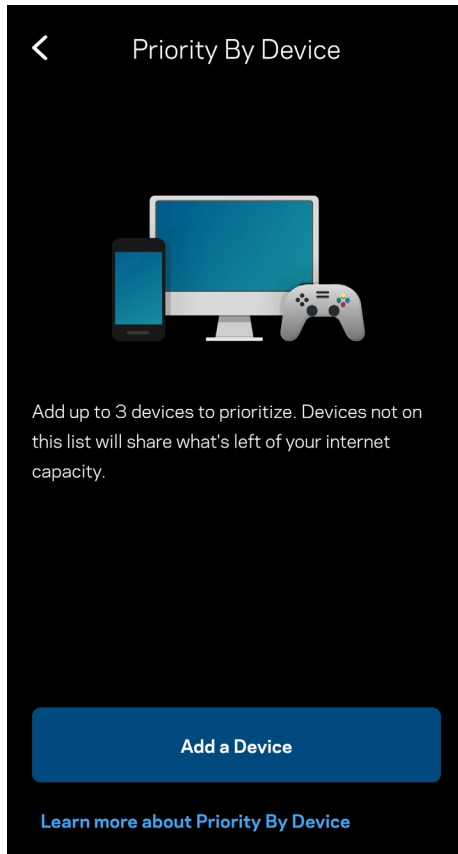 Priority By Device
Add up to 3 devices to prioritize. Devices not on
this list will share what's left of your internet
capacity.
Add a Device
Learn more about Priority By Device